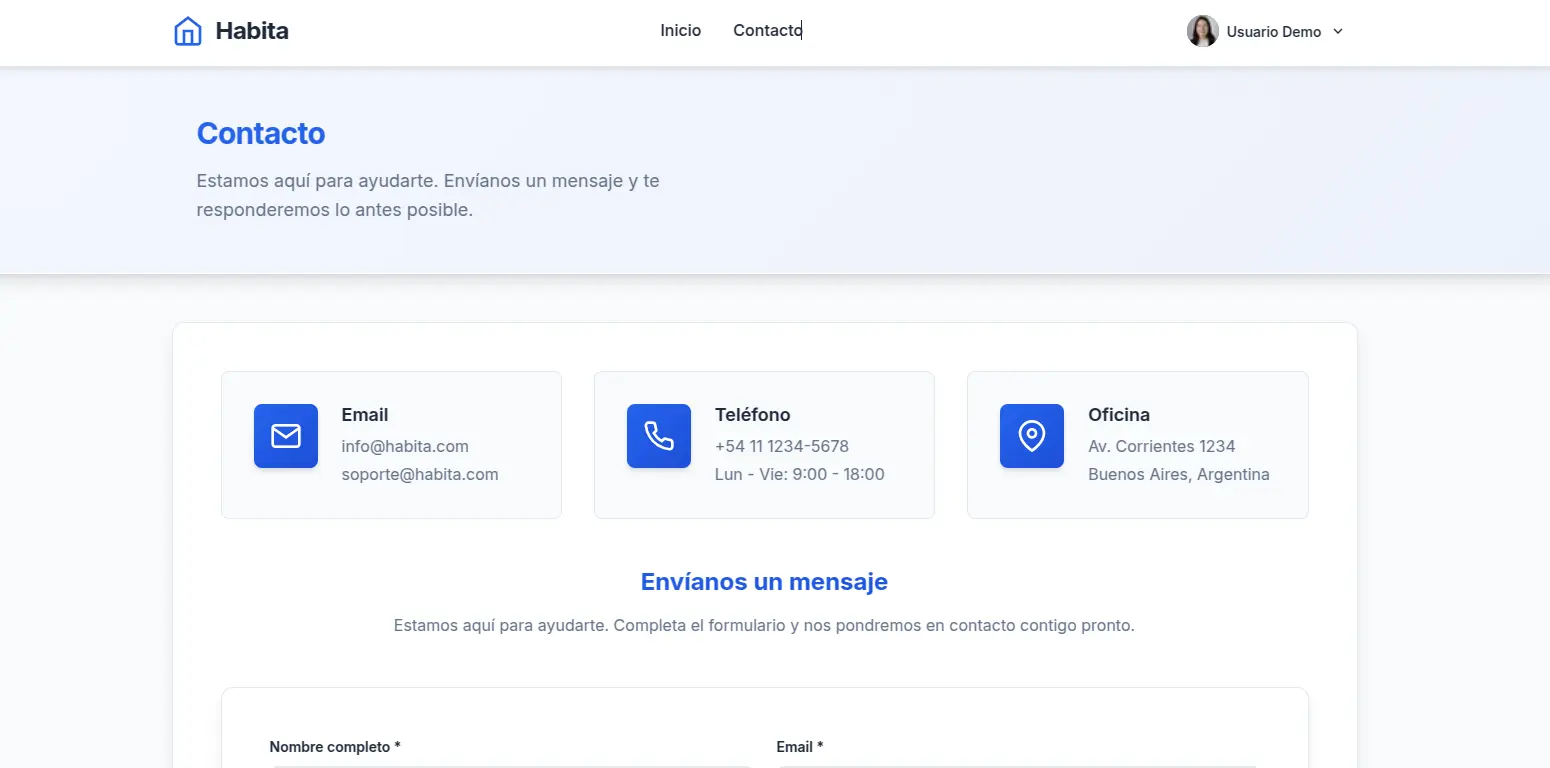 Habita
Inicio
Contacto
Usuario Demo
Contacto
Estamos aquí para ayudarte. Envíanos un mensaje y te
responderemos lo antes posible.
Email
info@habita.com
soporte@habita.com
Teléfono
+54 11 1234-5678
Lun - Vie: 9:00 - 18:00
Oficina
Av. Corrientes 1234
Buenos Aires, Argentina
Envíanos un mensaje
Estamos aquí para ayudarte. Completa el formulario y nos pondremos en contacto contigo pronto.
Nombre completo *
Email *